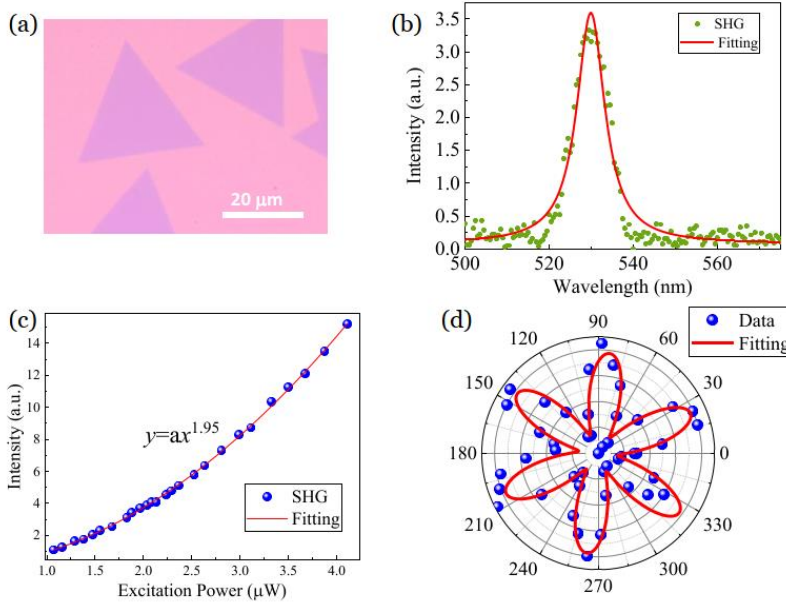 (a)
20 μm
(b)
Intensity (a.u.)
3.5
3.0
2.5
2.0
1.5
1.0
0.5
0.0
500
520
540
560
Wavelength (nm)
SHG
Fitting
(c)
Intensity (a.u.)
14
12
10
8
6
4
2
1.0
1.5
2.0
2.5
3.0
3.5
4.0
Excitation Power (μW)
y=ax^1.95
SHG
Fitting
(d)
Data
Fitting
90
60
30
0
330
300
270
240
210
180
150
120